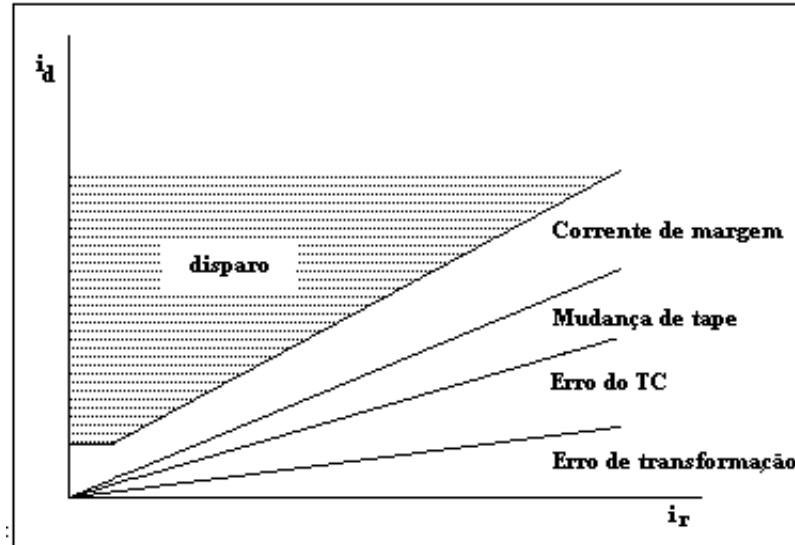 i_d
Corrente de margem
disparo
Mudança de tape
Erro do TC
Erro de transformação
i_r
: